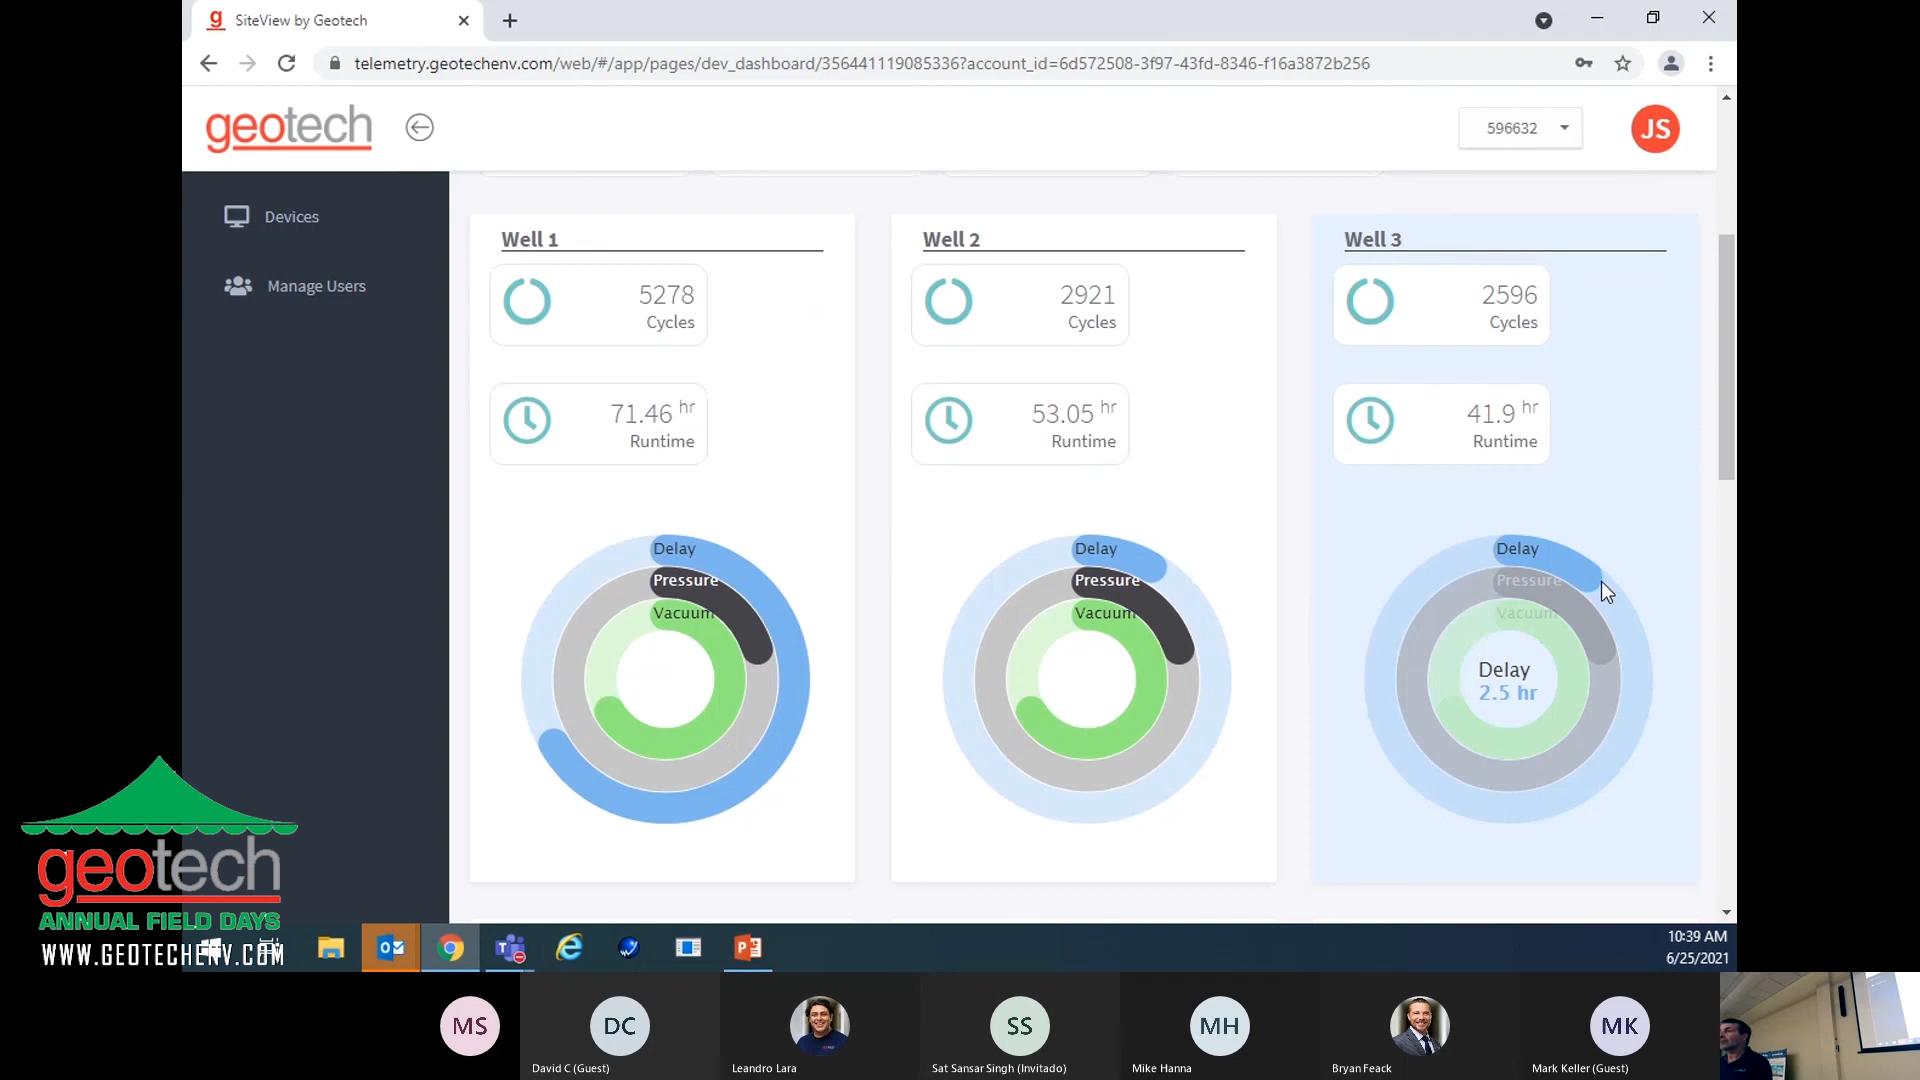 SiteView by Geotech
telemetry.geotechenv.com/web/#/app/pages/dev_dashboard/356441119085336?account_id=6d572508-3f97-43fd-8346-f16a3872b256
geotech
596632
JS
Devices
Manage Users
Well 1
5278
Cycles
71.46 hr
Runtime
Delay
Pressure
Vacuum
Well 2
2921
Cycles
53.05 hr
Runtime
Delay
Pressure
Vacuum
Well 3
2596
Cycles
41.9 hr
Runtime
Delay
Pressure
Vacuum
Delay
2.5 hr
geotech
ANNUAL FIELD DAYS
WWW.GEOTECHENV.COM
10:39 AM
6/25/2021
MS
DC
David C (Guest)
Leandro Lara
SS
Sat Sansar Singh (Invitado)
MH
Mike Hanna
Bryan Feack
MK
Mark Keller (Guest)